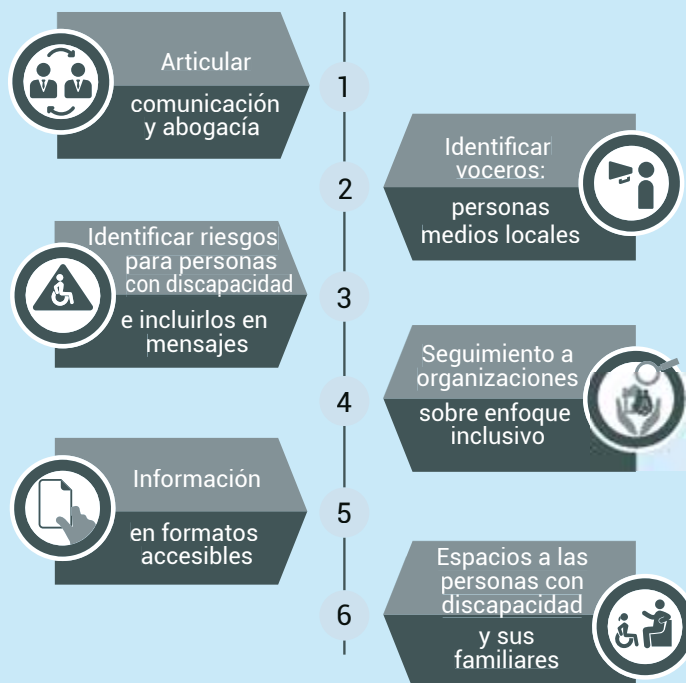 1
Articular
comunicación
y abogacía
2
Identificar
voceros:
personas
medios locales
3
Identificar riesgos
para personas
con discapacidad
e incluirlos en
mensajes
4
Seguimiento a
organizaciones
sobre enfoque
inclusivo
5
Información
en formatos
accesibles
6
Espacios a las
personas con
discapacidad
y sus
familiares